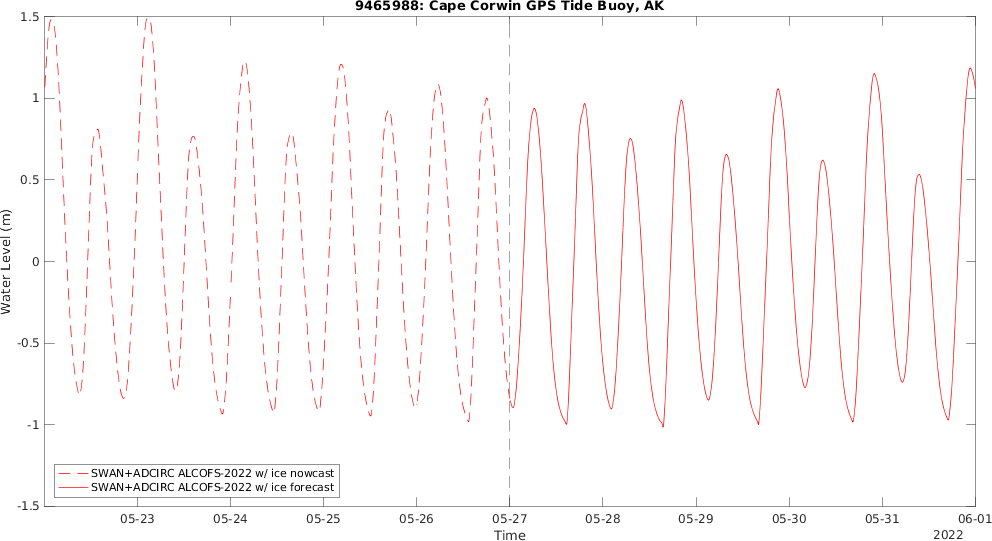 9465988: Cape Corwin GPS Tide Buoy, AK
Water Level (m)
1.5
1
0.5
0
-0.5
-1
-1.5
SWAN+ADCIRC ALCOFS-2022 w/ ice nowcast
SWAN+ADCIRC ALCOFS-2022 w/ ice forecast
05-23 05-24 05-25 05-26 05-27 05-28 05-29 05-30 05-31 06-01
Time
2022